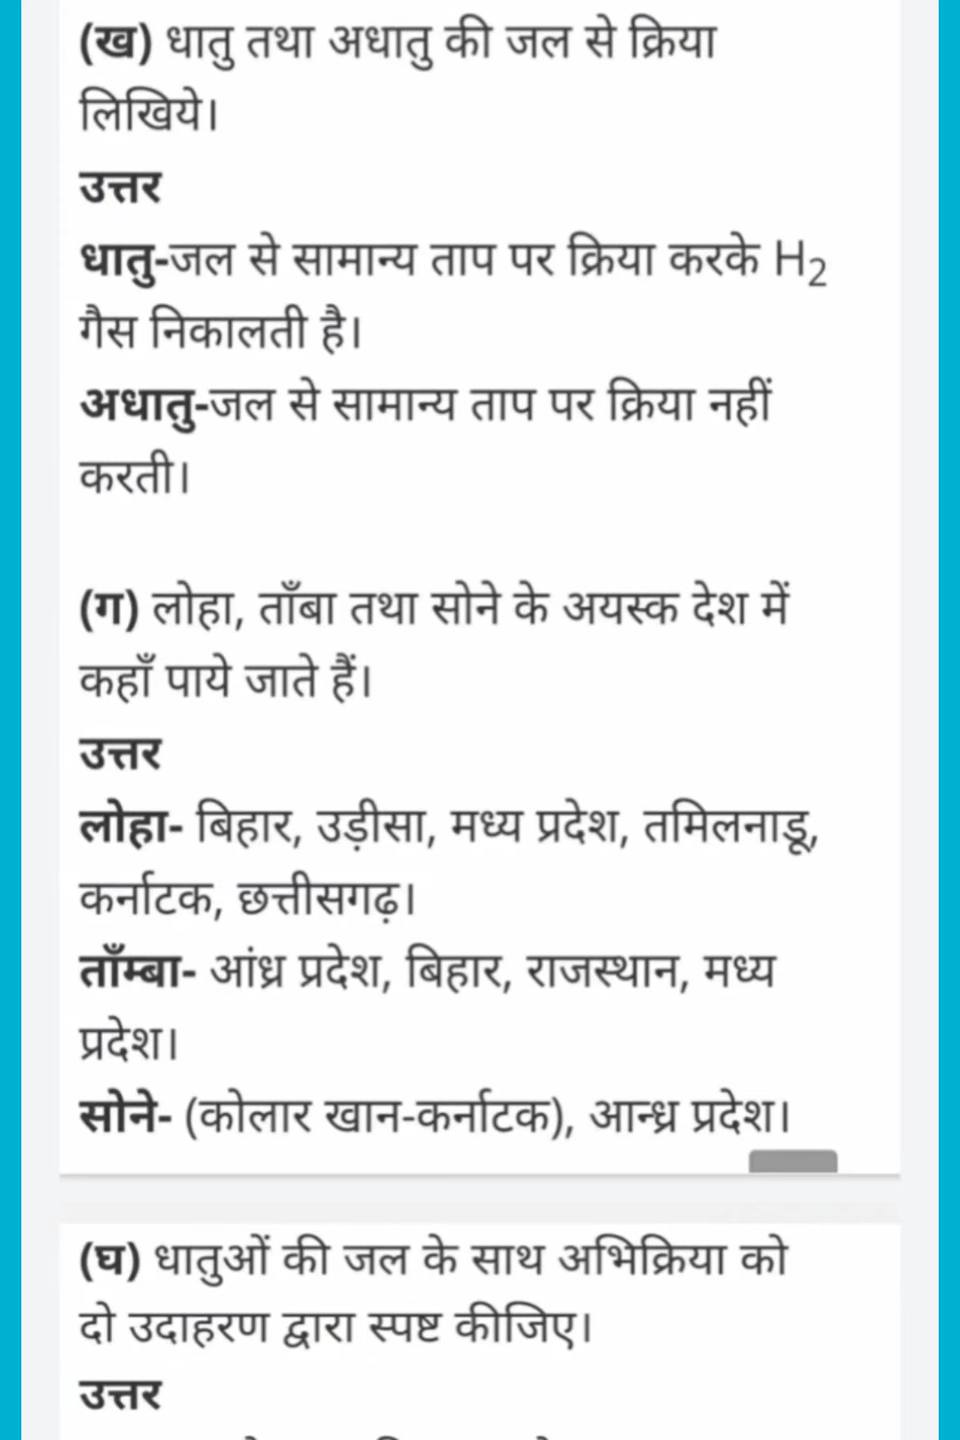 (ख) धातु तथा अधातु की जल से क्रिया
लिखिये।
उत्तर
धातु-जल से सामान्य ताप पर क्रिया करके H₂
गैस निकालती है।
अधातु-जल से सामान्य ताप पर क्रिया नहीं
करती।
(ग) लोहा, ताँबा तथा सोने के अयस्क देश में
कहाँ पाये जाते हैं।
उत्तर
लोहा- बिहार, उड़ीसा, मध्य प्रदेश, तमिलनाडू,
कर्नाटक, छत्तीसगढ़।
ताँम्बा- आंध्र प्रदेश, बिहार, राजस्थान, मध्य
प्रदेश।
सोने- (कोलार खान-कर्नाटक), आन्ध्र प्रदेश।
(घ) धातुओं की जल के साथ अभिक्रिया को
दो उदाहरण द्वारा स्पष्ट कीजिए।
उत्तर